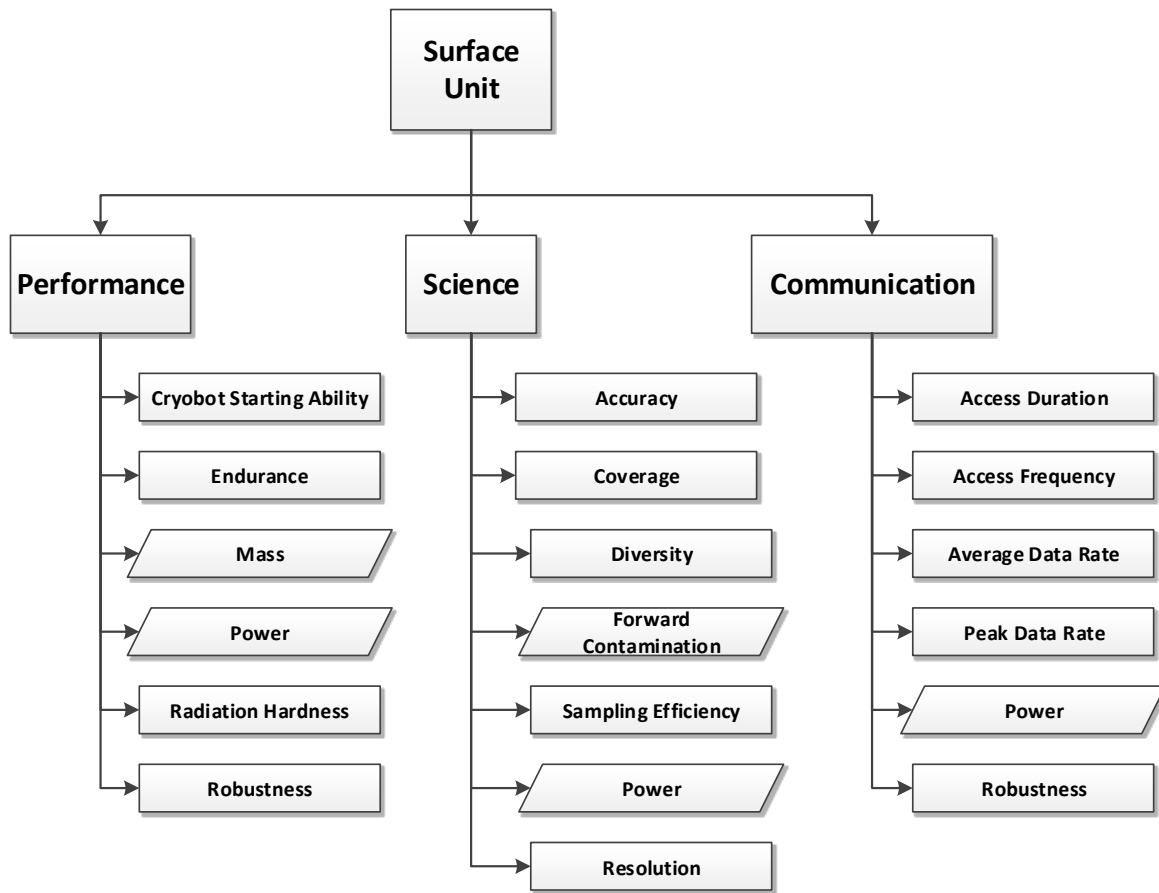 Surface
Unit
Performance
Science
Communication
Cryobot Starting Ability
Endurance
Mass
Power
Radiation Hardness
Robustness
Accuracy
Coverage
Diversity
Forward
Contamination
Sampling Efficiency
Power
Resolution
Access Duration
Access Frequency
Average Data Rate
Peak Data Rate
Power
Robustness